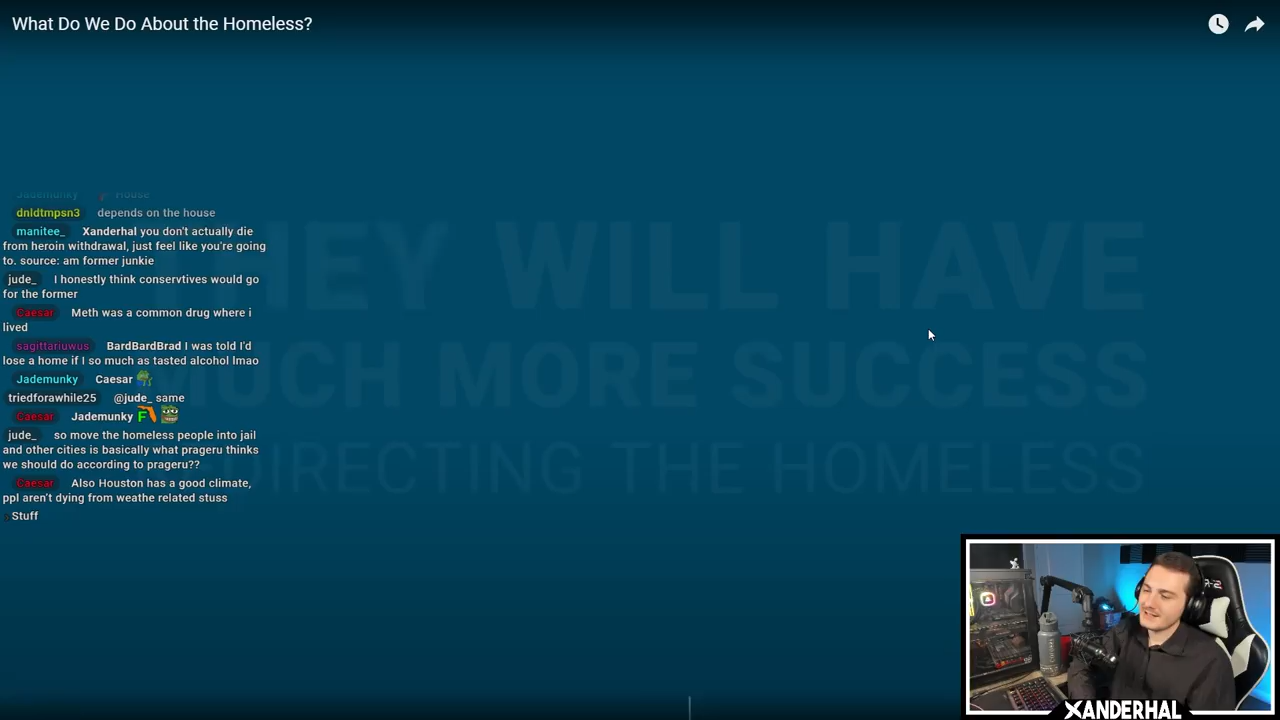 What Do We Do About the Homeless?
Jademunky House
dnldtmpsn3 depends on the house
manitee_ Xanderhal you don't actually die
from heroin withdrawal, just feel like you're going
to. source: am former junkie
jude_ I honestly think conservtives would go
for the former
Caesar Meth was a common drug where i
lived
sagittariuwus BardBardBrad I was told I'd
lose a home if I so much as tasted alcohol lmao
Jademunky Caesar
triedforawhile25 @jude_ same
Caesar Jademunky F
jude_ so move the homeless people into jail
and other cities is basically what prageru thinks
we should do according to prageru??
Caesar Also Houston has a good climate,
ppl aren't dying from weathe related stuss
Stuff
THEY WILL HAVE
MUCH MORE SUCCESS
DIRECTING THE HOMELESS
XANDERHAL